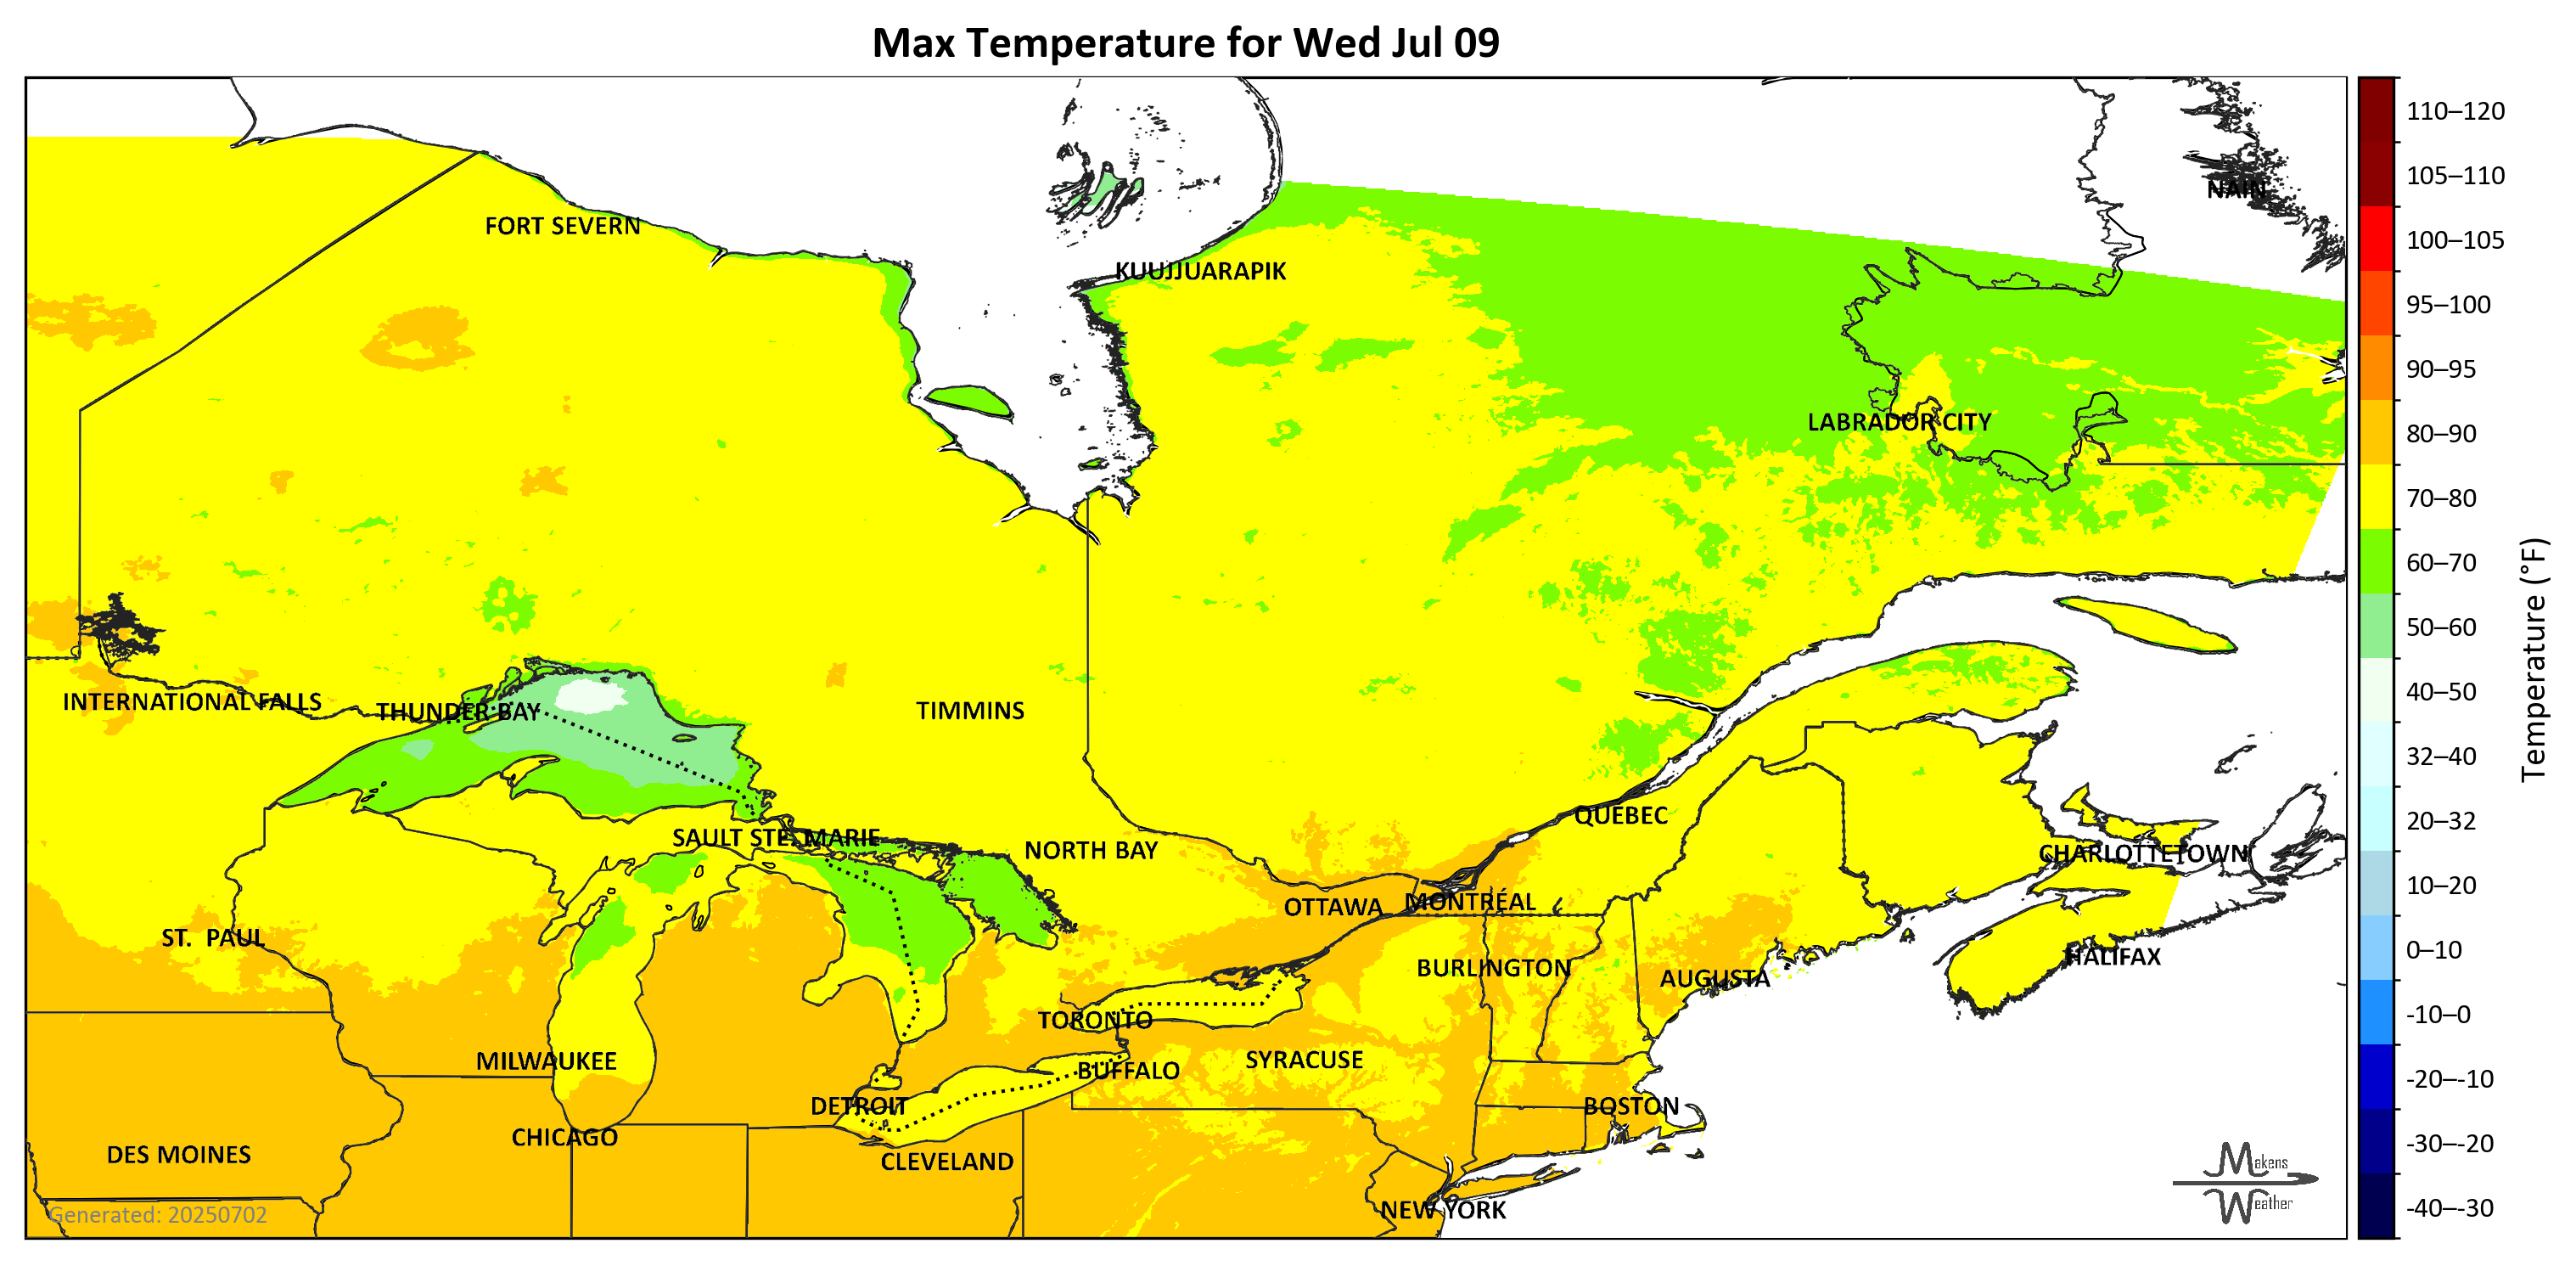 Max Temperature for Wed Jul 09
110–120
105–110
NAIN
FORT SEVERN
100–105
KUUJJUARAPIK
95–100
90–95
LABRADOR CITY
80–90
70–80
60–70
50–60
Temperature (°F)
40–50
INTERNATIONAL FALLS
THUNDER BAY
TIMMINS
32–40
QUÉBEC
20–32
SAULT STE. MARIE
NORTH BAY
CHARLOTTETOWN
10–20
OTTAWA
MONTRÉAL
ST.  PAUL
0–10
HALIFAX
BURLINGTON
AUGUSTA
-10–0
TORONTO
MILWAUKEE
SYRACUSE
BUFFALO
-20–-10
DETROIT
BOSTON
CHICAGO
-30–-20
DES MOINES
CLEVELAND
Makens
Weather
-40–-30
NEW YORK
Generated: 20250702